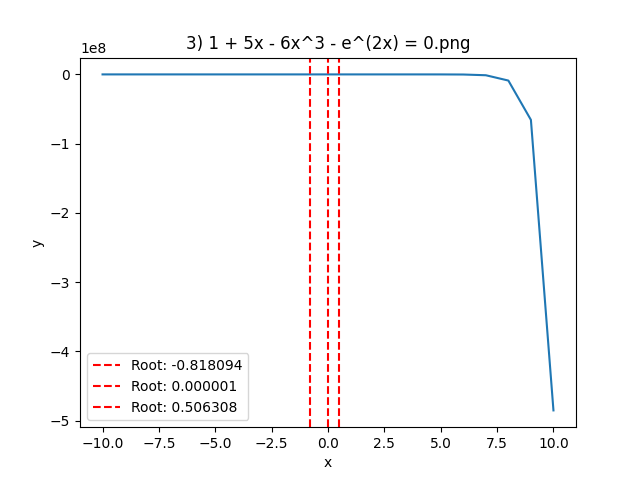 3) 1 + 5x - 6x^3 - e^(2x) = 0.png
1e8
0
−1
−2
−3
−4
−5
y
Root: -0.818094
Root: 0.000001
Root: 0.506308
−10.0 −7.5 −5.0 −2.5 0.0 2.5 5.0 7.5 10.0
x